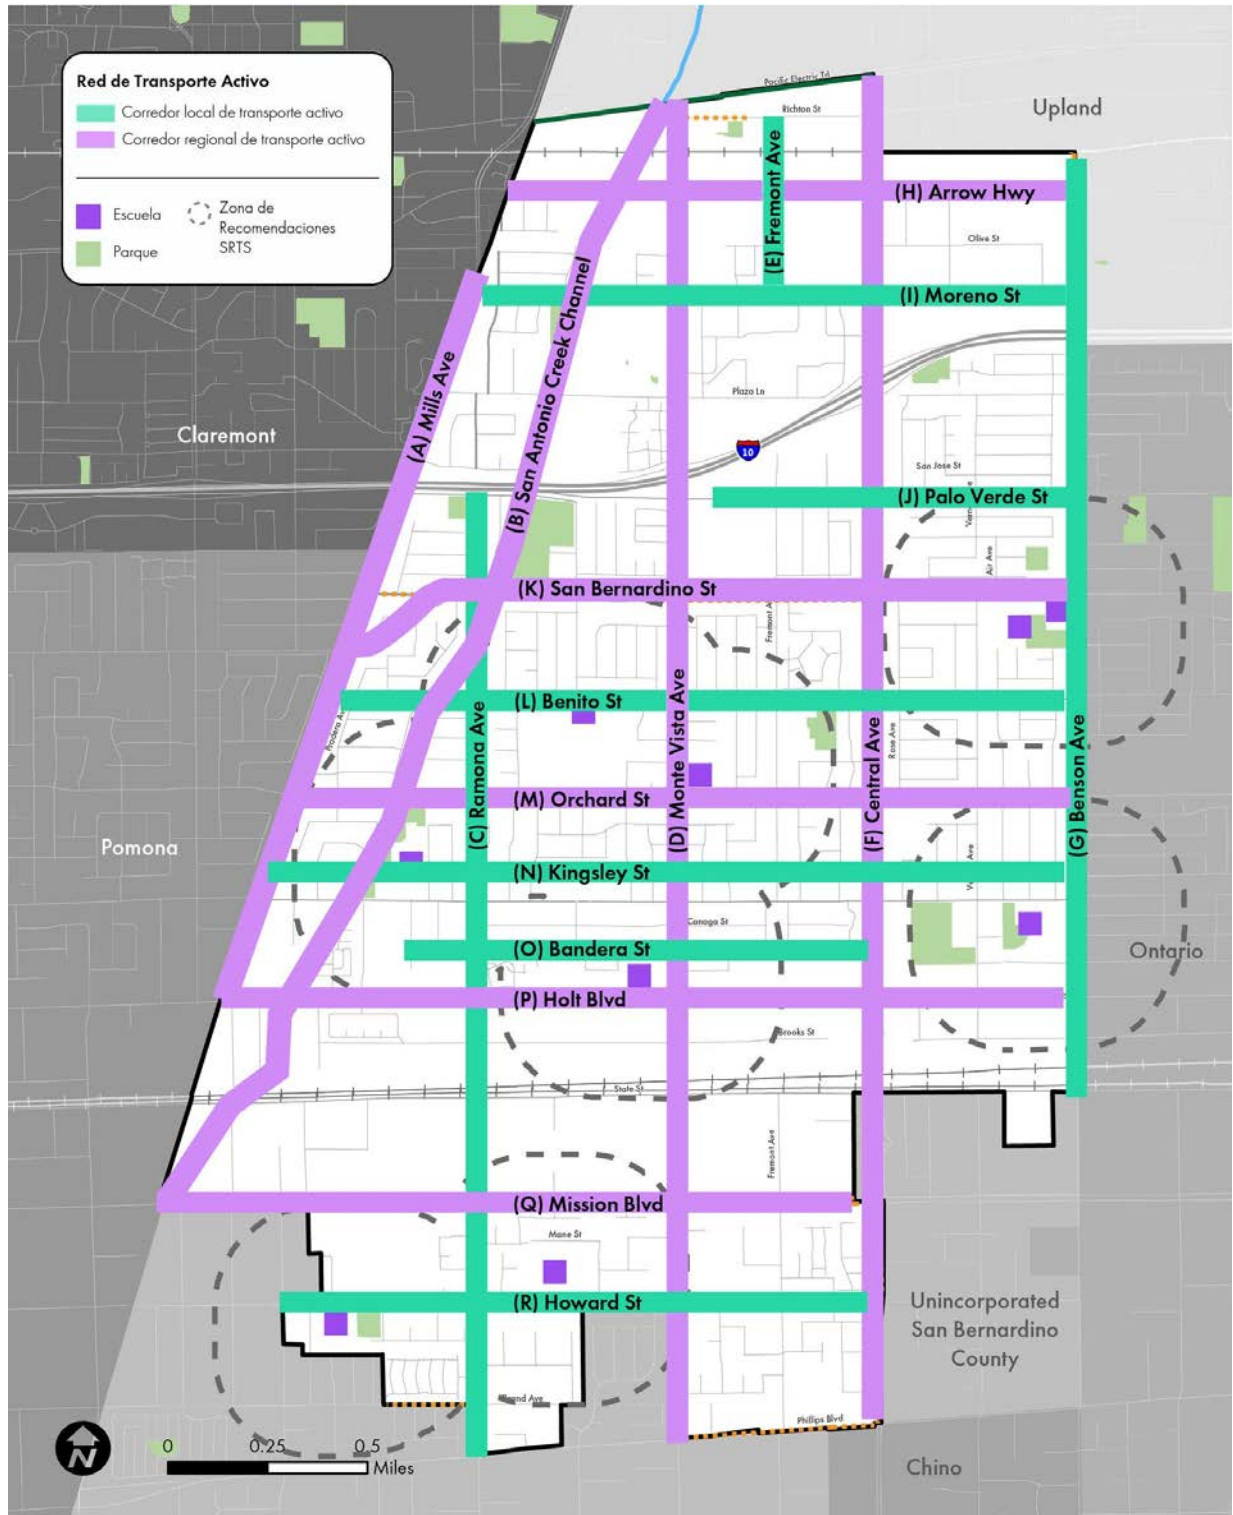 Pacific Electric Trl
Red de Transporte Activo
Corredor local de transporte activo
Corredor regional de transporte activo
Escuela
Zona de
Recomendaciones
SRTS
Parque
Richton St
Upland
(E) Fremont Ave
(H) Arrow Hwy
Olive St
(I) Moreno St
(B) San Antonio Creek Channel
(A) Mills Ave
Plaza Ln
Claremont
10
San Jose St
(J) Palo Verde St
Air Ave
(K) San Bernardino St
(L) Benito St
(C) Ramona Ave
(D) Monte Vista Ave
(F) Central Ave
Rose Ave
(G) Benson Ave
(M) Orchard St
Pomona
(N) Kingsley St
Canoga St
(O) Bandera St
Ontario
(P) Holt Blvd
Brooks St
State St
Fremont Ave
(Q) Mission Blvd
Mane St
(R) Howard St
Unincorporated
San Bernardino
County
Phillips Blvd
N
0 0.25 0.5
Miles
Chino